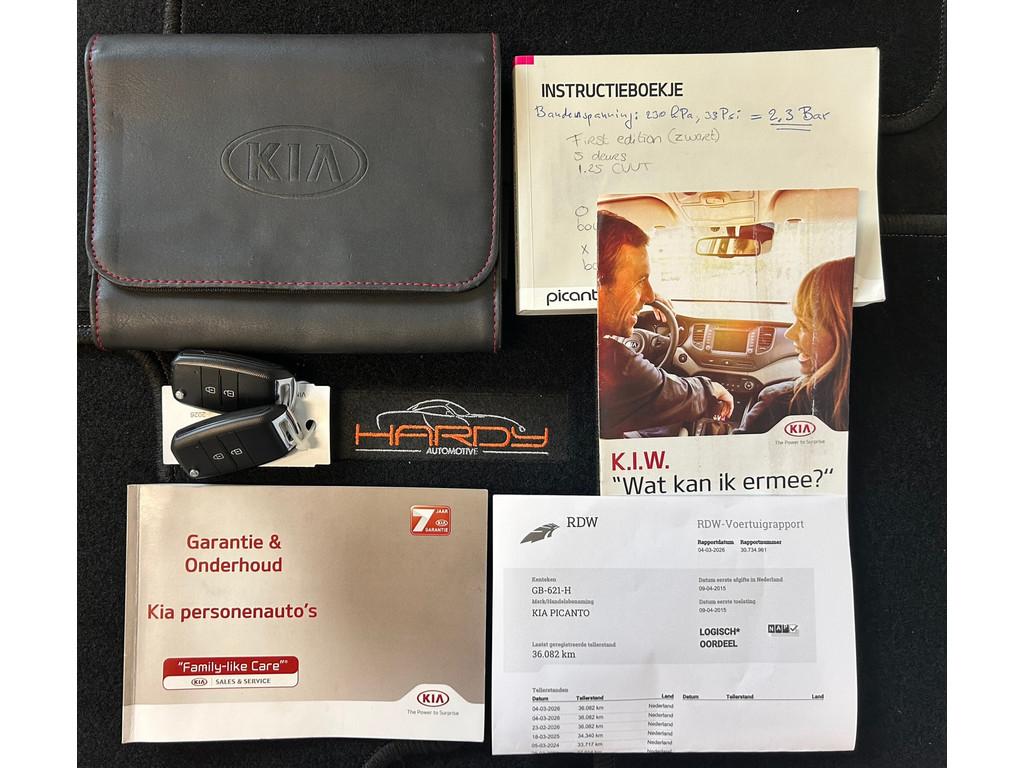 KIA
INSTRUCTIEBOEKJE
Bandenspanning: 230 kPa, 33 Psi = 2,3 Bar
First edition (zwart)
5 deurs
1.25 CVVT
O
X
picant
KIA
The Power to Surprise
K.I.W.
"Wat kan ik ermee?"
2026
HARDY
AUTOMOTIVE
7 JAAR
KIA
GARANTIE
Garantie &
Onderhoud
Kia personenauto's
"Family-like Care"®
KIA SALES & SERVICE
KIA
The Power to Surprise
RDW
RDW-Voertuigrapport
Rapportdatum Rapportnummer
04-03-2026 30.734.961
Kenteken
GB-621-H
Merk/Handelsbenaming
KIA PICANTO
Laatst geregistreerde tellerstand
36.082 km
Datum eerste afgifte in Nederland
09-04-2015
Datum eerste toelating
09-04-2015
LOGISCH*
OORDEEL
NAP
Tellerstanden
Datum Tellerstand Land Datum Tellerstand Land
04-03-2026 36.082 km Nederland
04-03-2026 36.082 km Nederland
23-02-2026 36.082 km Nederland
18-03-2025 34.340 km Nederland
05-03-2024 33.717 km Nederland